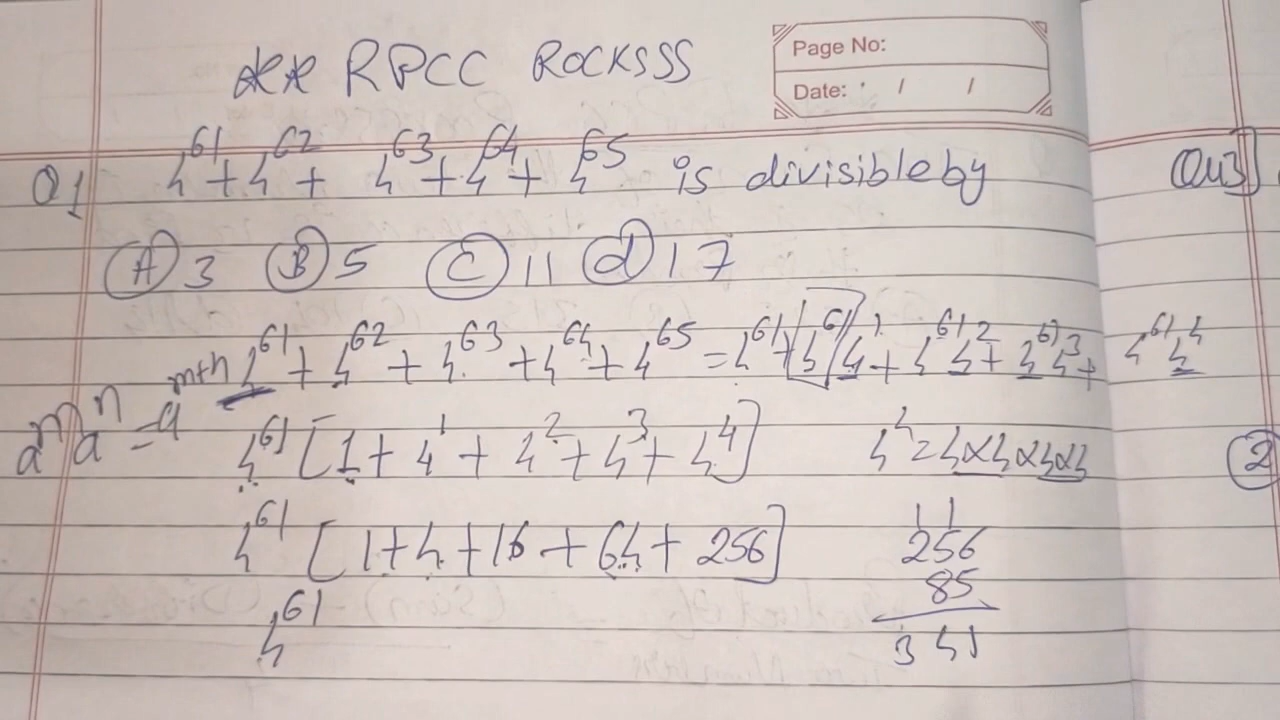 RPCC ROCKSSS
Page No:
Date: / /
Q1 4^61 + 4^62 + 4^63 + 4^64 + 4^65 is divisible by
Qu3]
(A) 3 (B) 5 (C) 11 (d) 17
4^61 + 4^62 + 4^63 + 4^64 + 4^65 = 4^61 + 4^61 4^1 + 4^61 4^2 + 4^61 4^3 + 4^61 4^4
a^m a^n = a^m+n
4^61 [1 + 4^1 + 4^2 + 4^3 + 4^4] 4^4 = 4×4×4×4
2
4^61 [1 + 4 + 16 + 64 + 256]
1 1
256
85
341
4^61